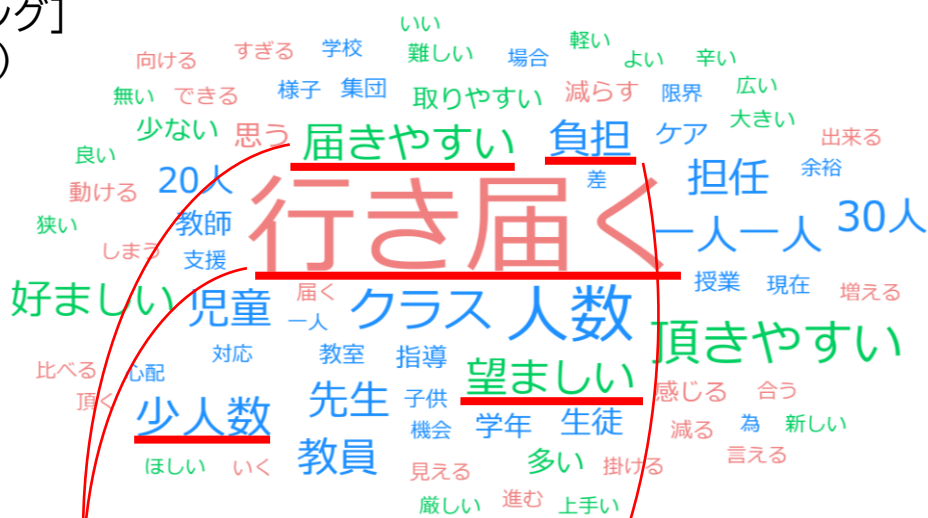 ング]
)
いい
向ける すぎる 学校 難しい 場合 軽い よい 辛い
無い できる 様子 集団 取りやすい 減らす 限界 広い
少ない 思う 届きやすい 負担 ケア 大きい 出来る
良い 動ける 20人 行き届く 差 担任 余裕
狭い 教師 一人一人 30人
しまう 支援 授業 現在 増える
好ましい 児童 届く 一人 クラス 人数 頂きやすい
比べる 心配 対応 教室 指導 望ましい 感じる 合う
頂く 少人数 先生 子供 機会 学年 生徒 減る 為 新しい
ほしい いく 教員 見える 多い 掛ける 言える
厳しい 進む 上手い